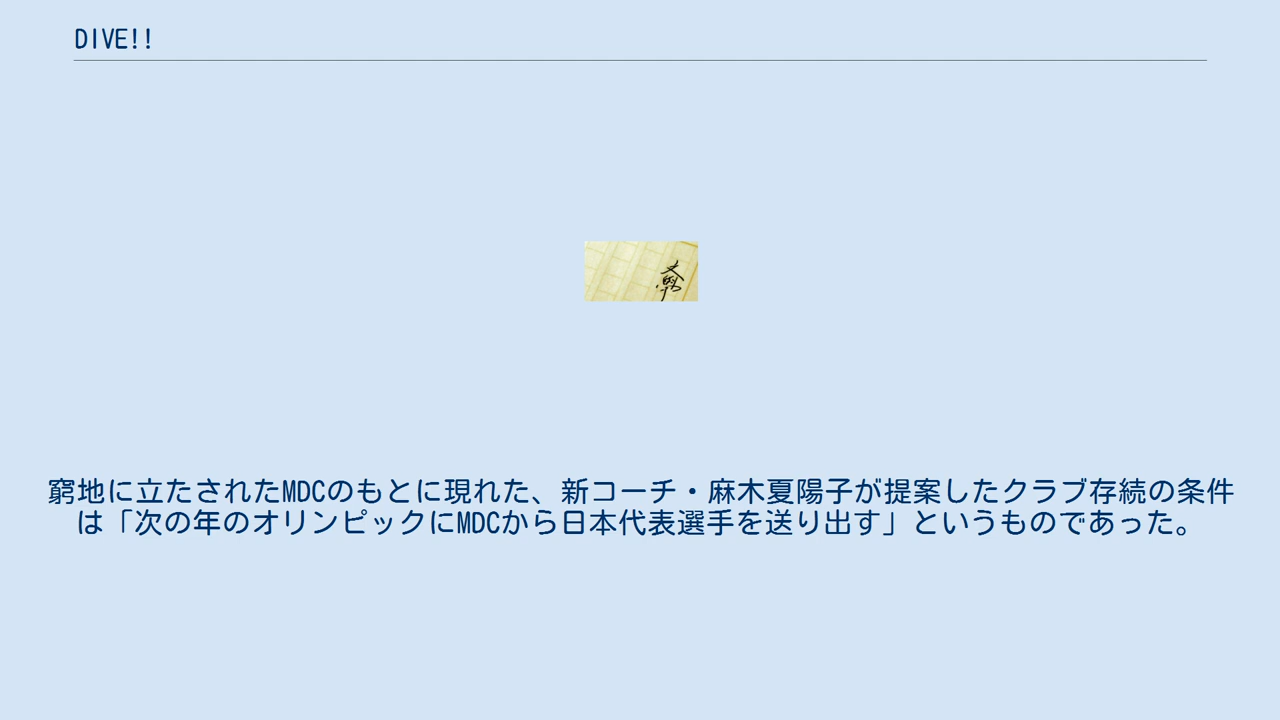 DIVE!!
窮地に立たされたMDCのもとに現れた、新コーチ・麻木夏陽子が提案したクラブ存続の条件
は「次の年のオリンピックにMDCから日本代表選手を送り出す」というものであった。